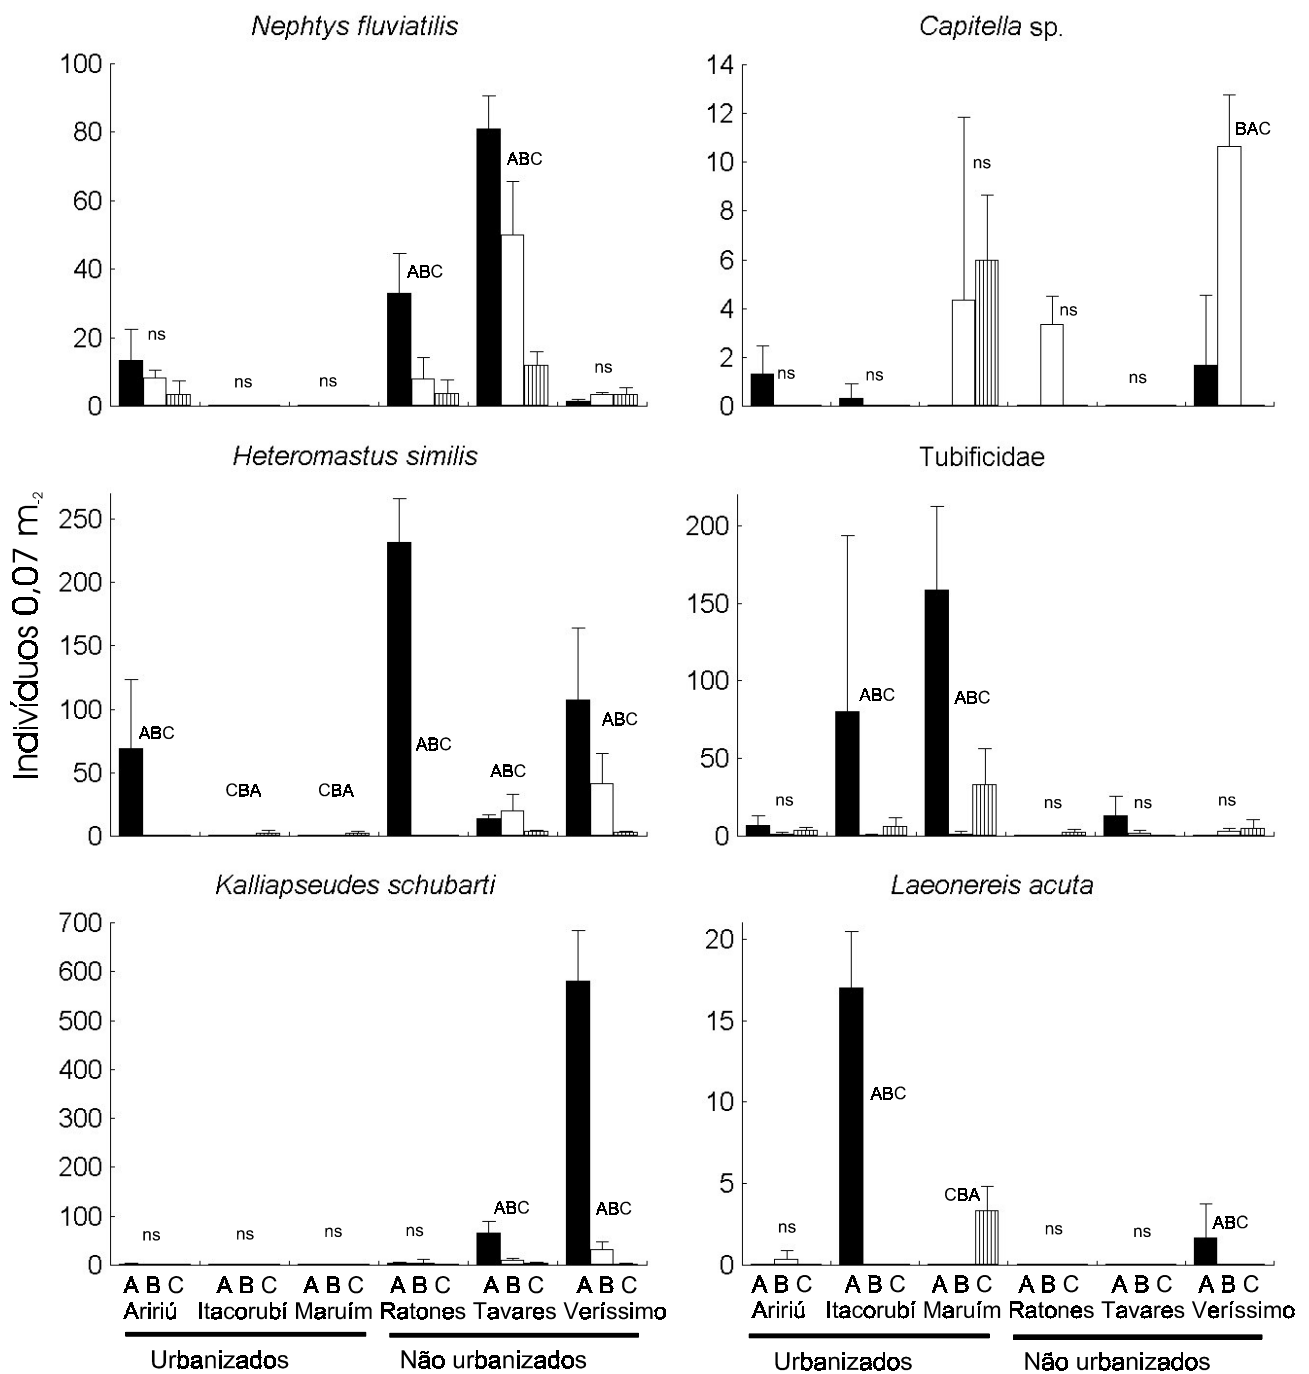 Nephtys fluviatilis
100
80
60
40
20
0
ns
ns
ns
ABC
ABC
ns
Capitella sp.
14
12
10
8
6
4
2
0
ns
ns
ns
ns
ns
BAC
Indivíduos 0,07 m-2
Heteromastus similis
250
200
150
100
50
0
ABC
CBA
CBA
ABC
ABC
ABC
Tubificidae
200
150
100
50
0
ns
ABC
ABC
ns
ns
ns
Kalliapseudes schubarti
700
600
500
400
300
200
100
0
ns
ns
ns
ns
ABC
ABC
A B C A B C A B C A B C A B C A B C
Aririú Itacorubí Maruím Ratones Tavares Veríssimo
Urbanizados Não urbanizados
Laeonereis acuta
20
15
10
5
0
ns
ABC
CBA
ns
ns
ABC
A B C A B C A B C A B C A B C A B C
Aririú Itacorubí Maruím Ratones Tavares Veríssimo
Urbanizados Não urbanizados